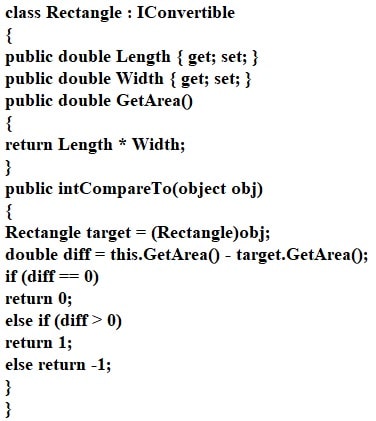 class Rectangle : IConvertible
{
public double Length { get; set; }
public double Width { get; set; }
public double GetArea()
{
return Length * Width;
}
public intCompareTo(object obj)
{
Rectangle target = (Rectangle)obj;
double diff = this.GetArea() - target.GetArea();
if (diff == 0)
return 0;
else if (diff > 0)
return 1;
else return -1;
}
}